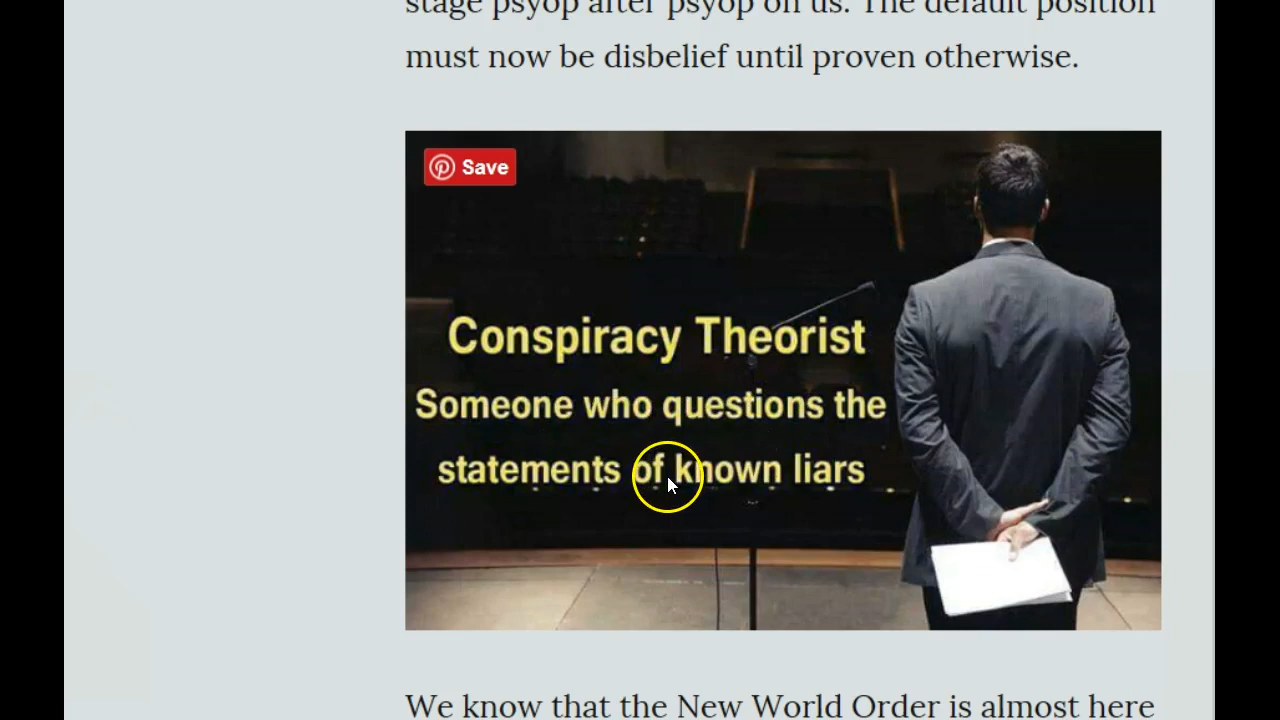 stage psyop after psyop on us. The default position
must now be disbelief until proven otherwise.
Save
Conspiracy Theorist
Someone who questions the
statements of known liars
We know that the New World Order is almost here